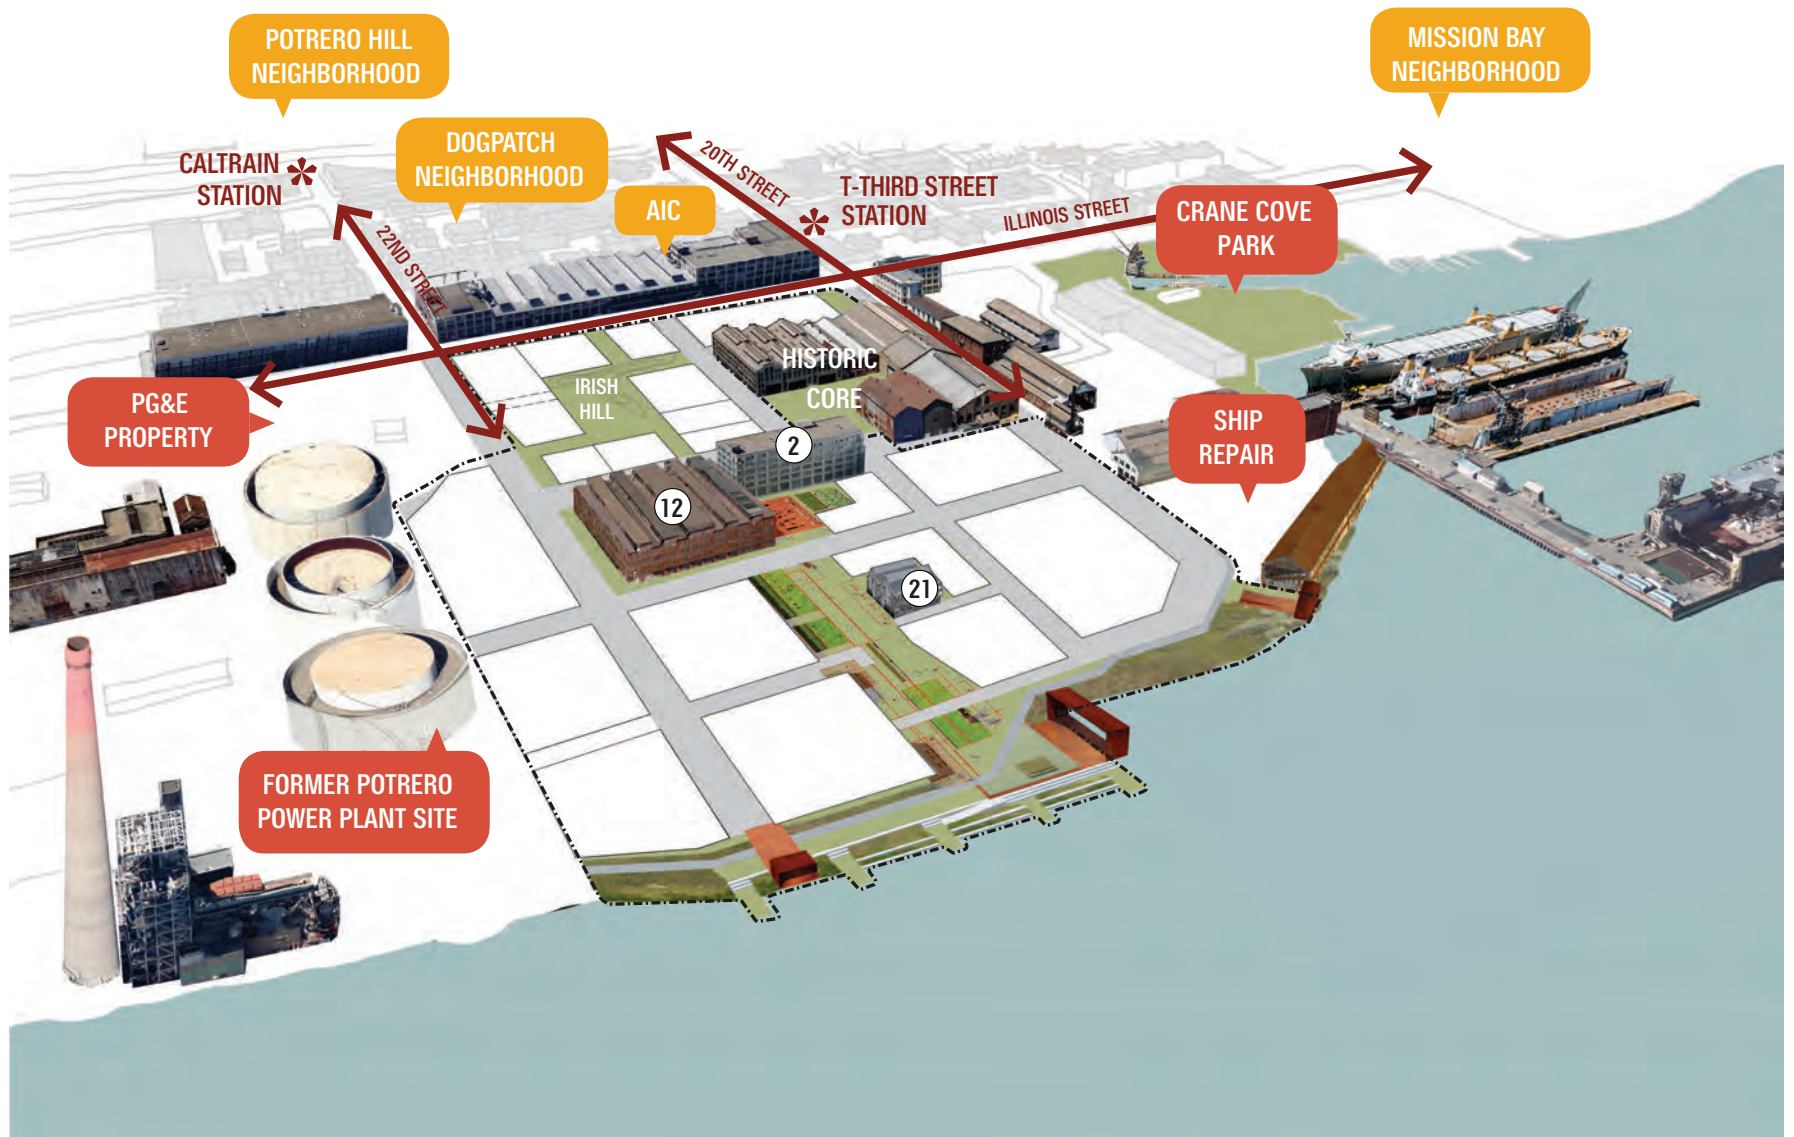 POTRERO HILL
NEIGHBORHOOD
MISSION BAY
NEIGHBORHOOD
DOGPATCH
NEIGHBORHOOD
CALTRAIN
STATION
20TH STREET
T-THIRD STREET
STATION
AIC
ILLINOIS STREET
CRANE COVE
PARK
22ND STREET
HISTORIC
CORE
IRISH
HILL
PG&E
PROPERTY
SHIP
REPAIR
2
12
21
FORMER POTRERO
POWER PLANT SITE